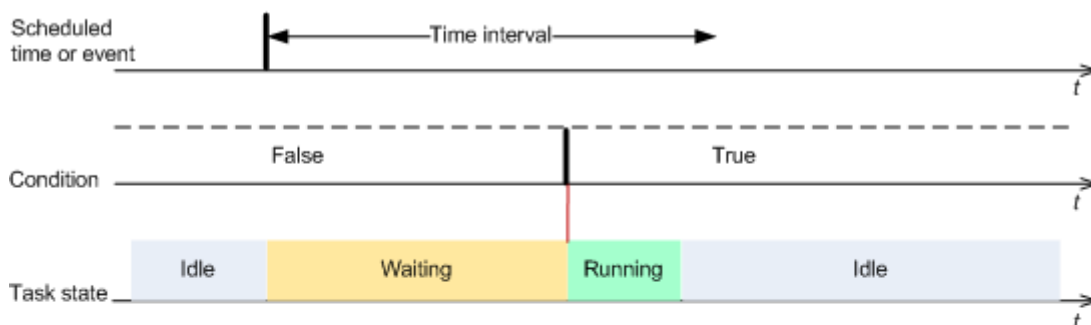 Scheduled
time or event
Time interval
t
False
True
Condition
t
Idle
Waiting
Running
Idle
Task state
t